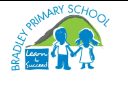 BRADLEY PRIMARY SCHOOL
Learn
to
Succeed